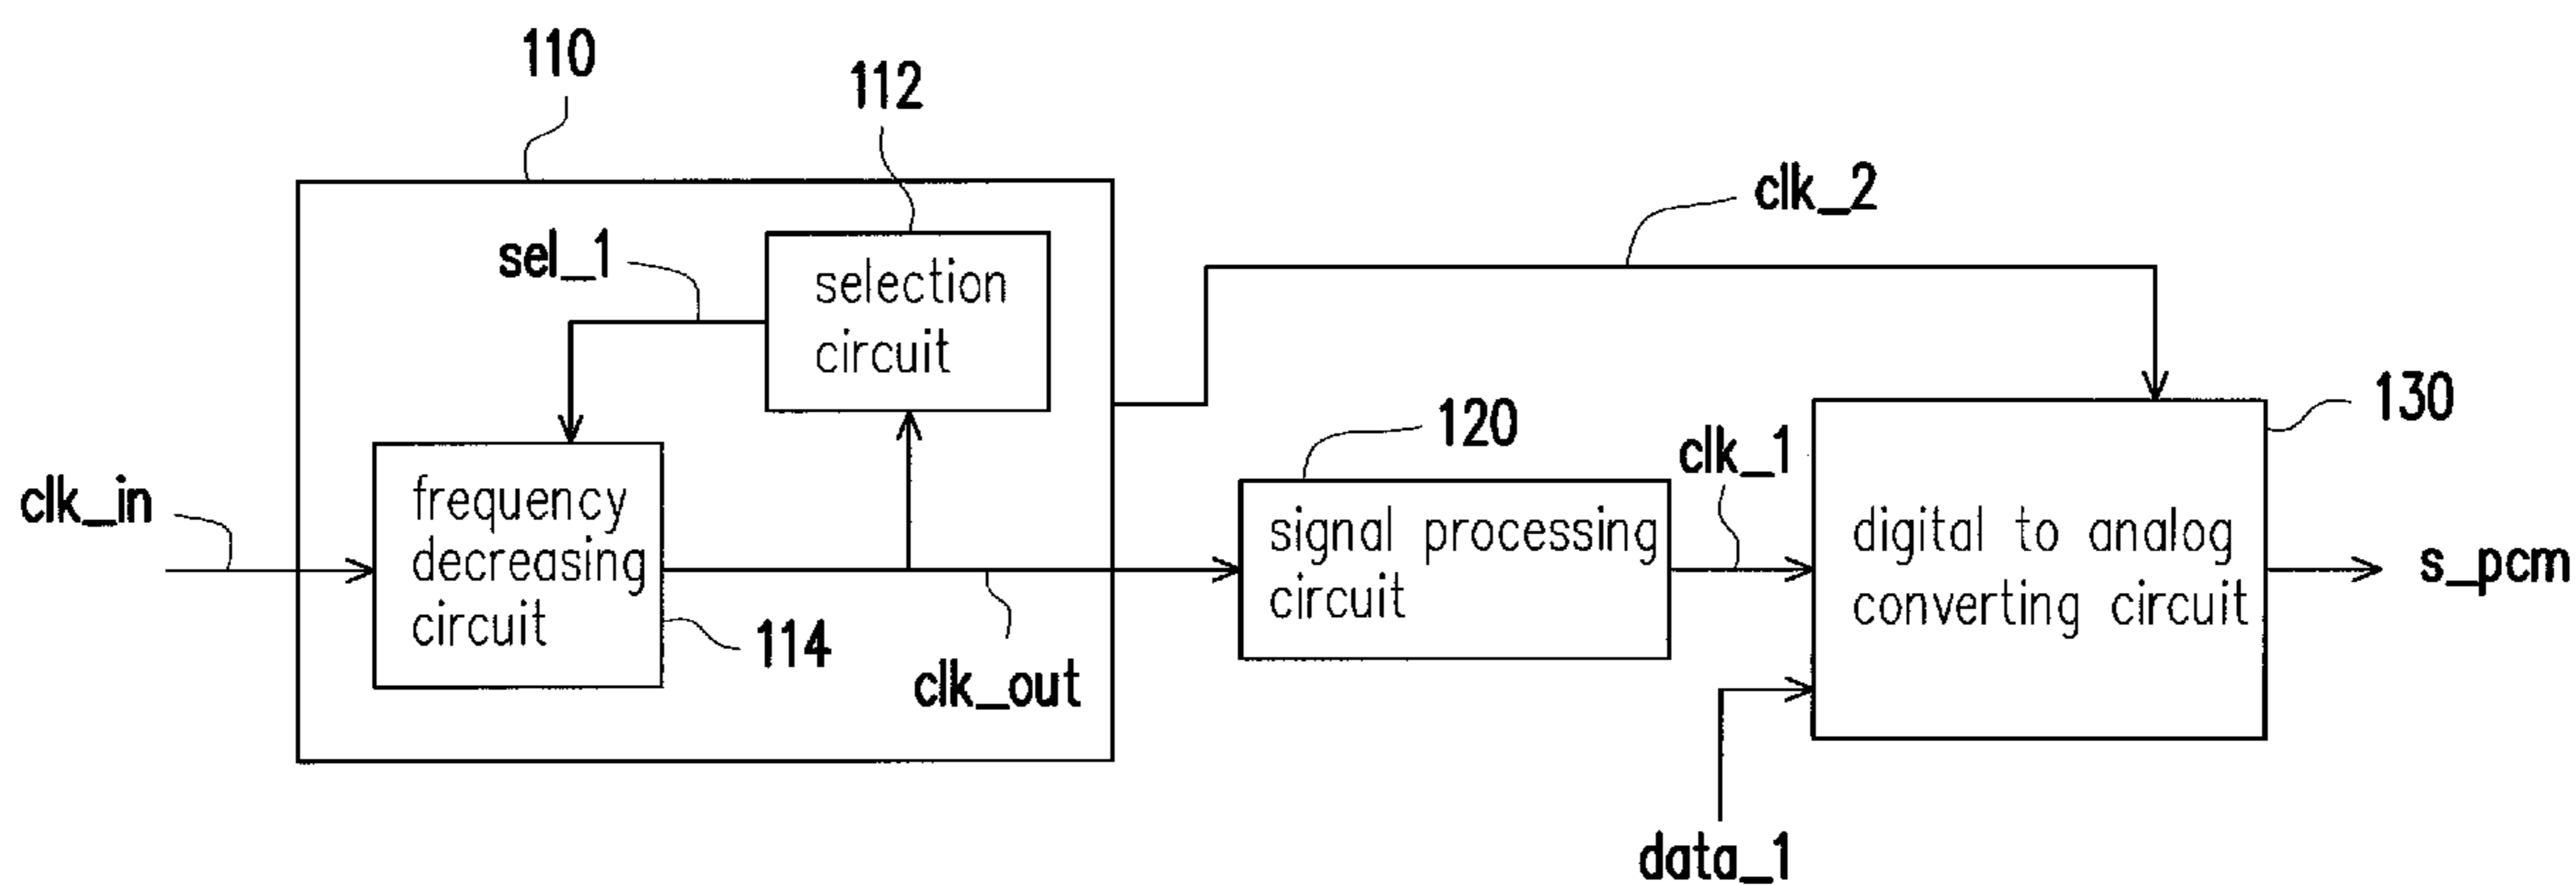 110
112
clk_2
sel_1
selection
circuit
130
120
clk_1
clk_in
frequency
decreasing
circuit
signal processing
circuit
digital to analog
converting circuit
s_pcm
114
clk_out
data_1